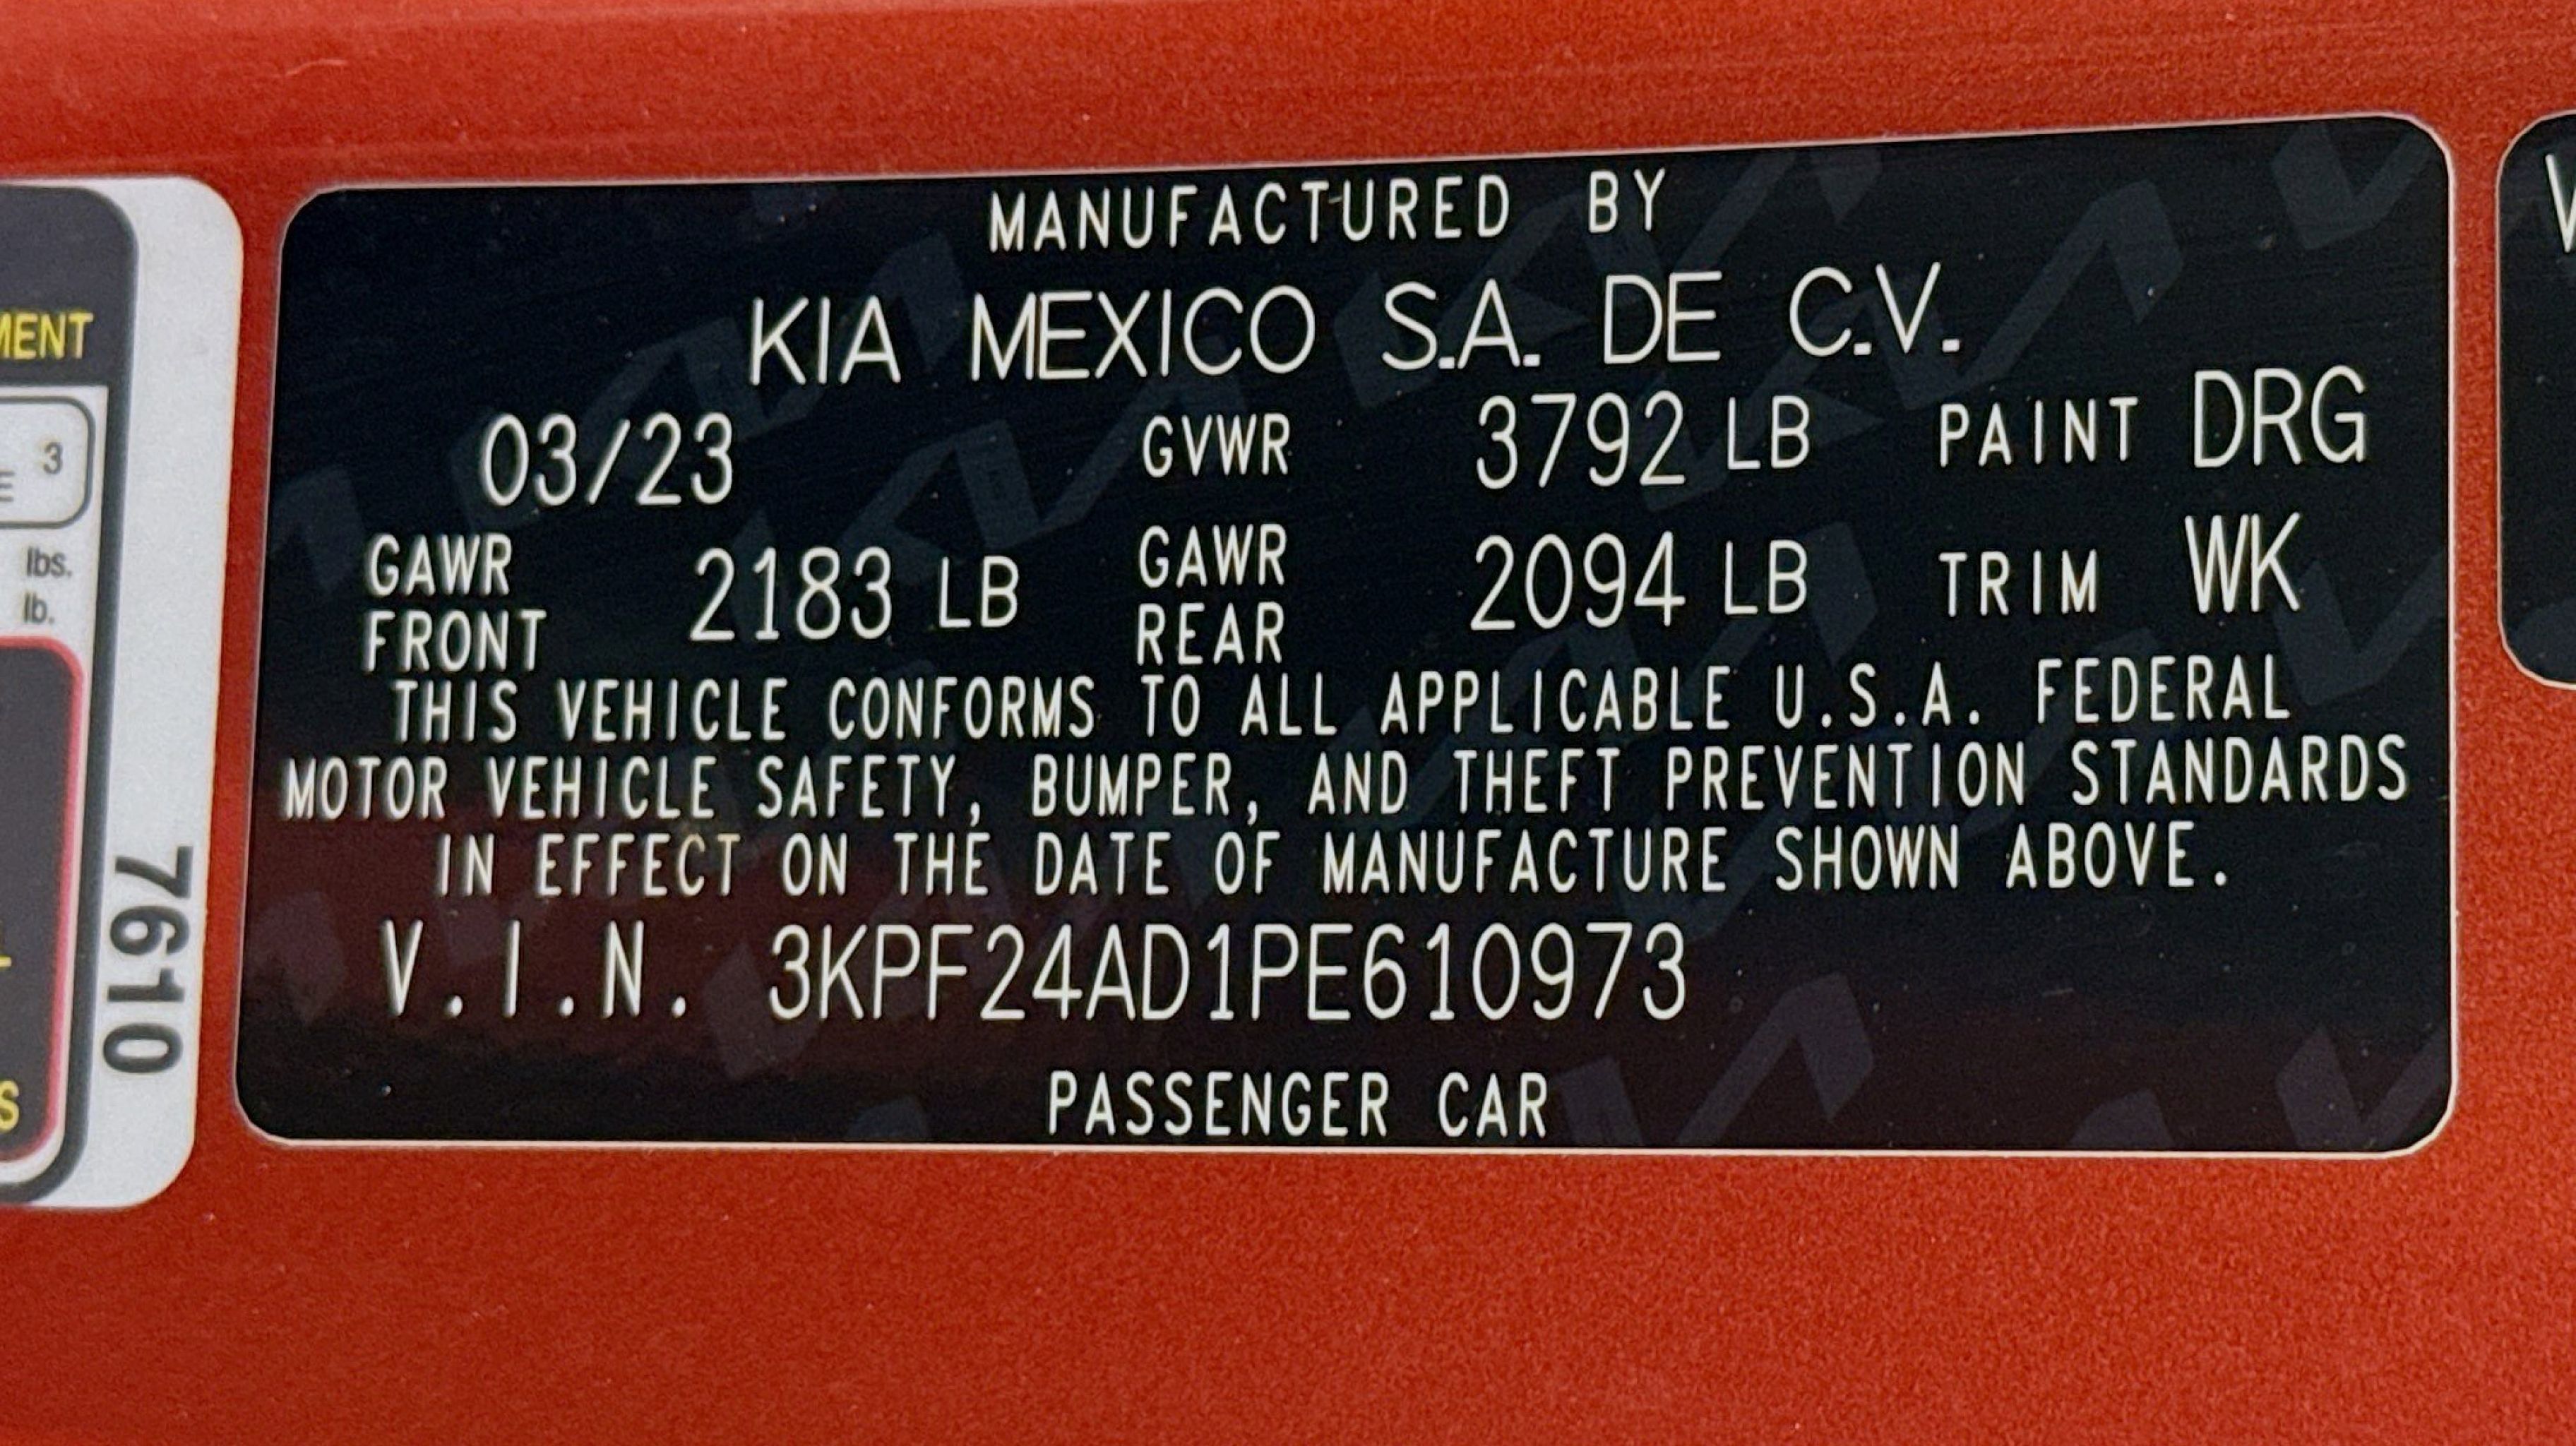 MANUFACTURED BY
KIA MEXICO S.A. DE C.V.
03/23 GVWR 3792 LB PAINT DRG
GAWR FRONT 2183 LB GAWR REAR 2094 LB TRIM WK
THIS VEHICLE CONFORMS TO ALL APPLICABLE U.S.A. FEDERAL
MOTOR VEHICLE SAFETY, BUMPER, AND THEFT PREVENTION STANDARDS
IN EFFECT ON THE DATE OF MANUFACTURE SHOWN ABOVE.
V.I.N. 3KPF24AD1PE610973
PASSENGER CAR
3
lbs.
lb.
7610